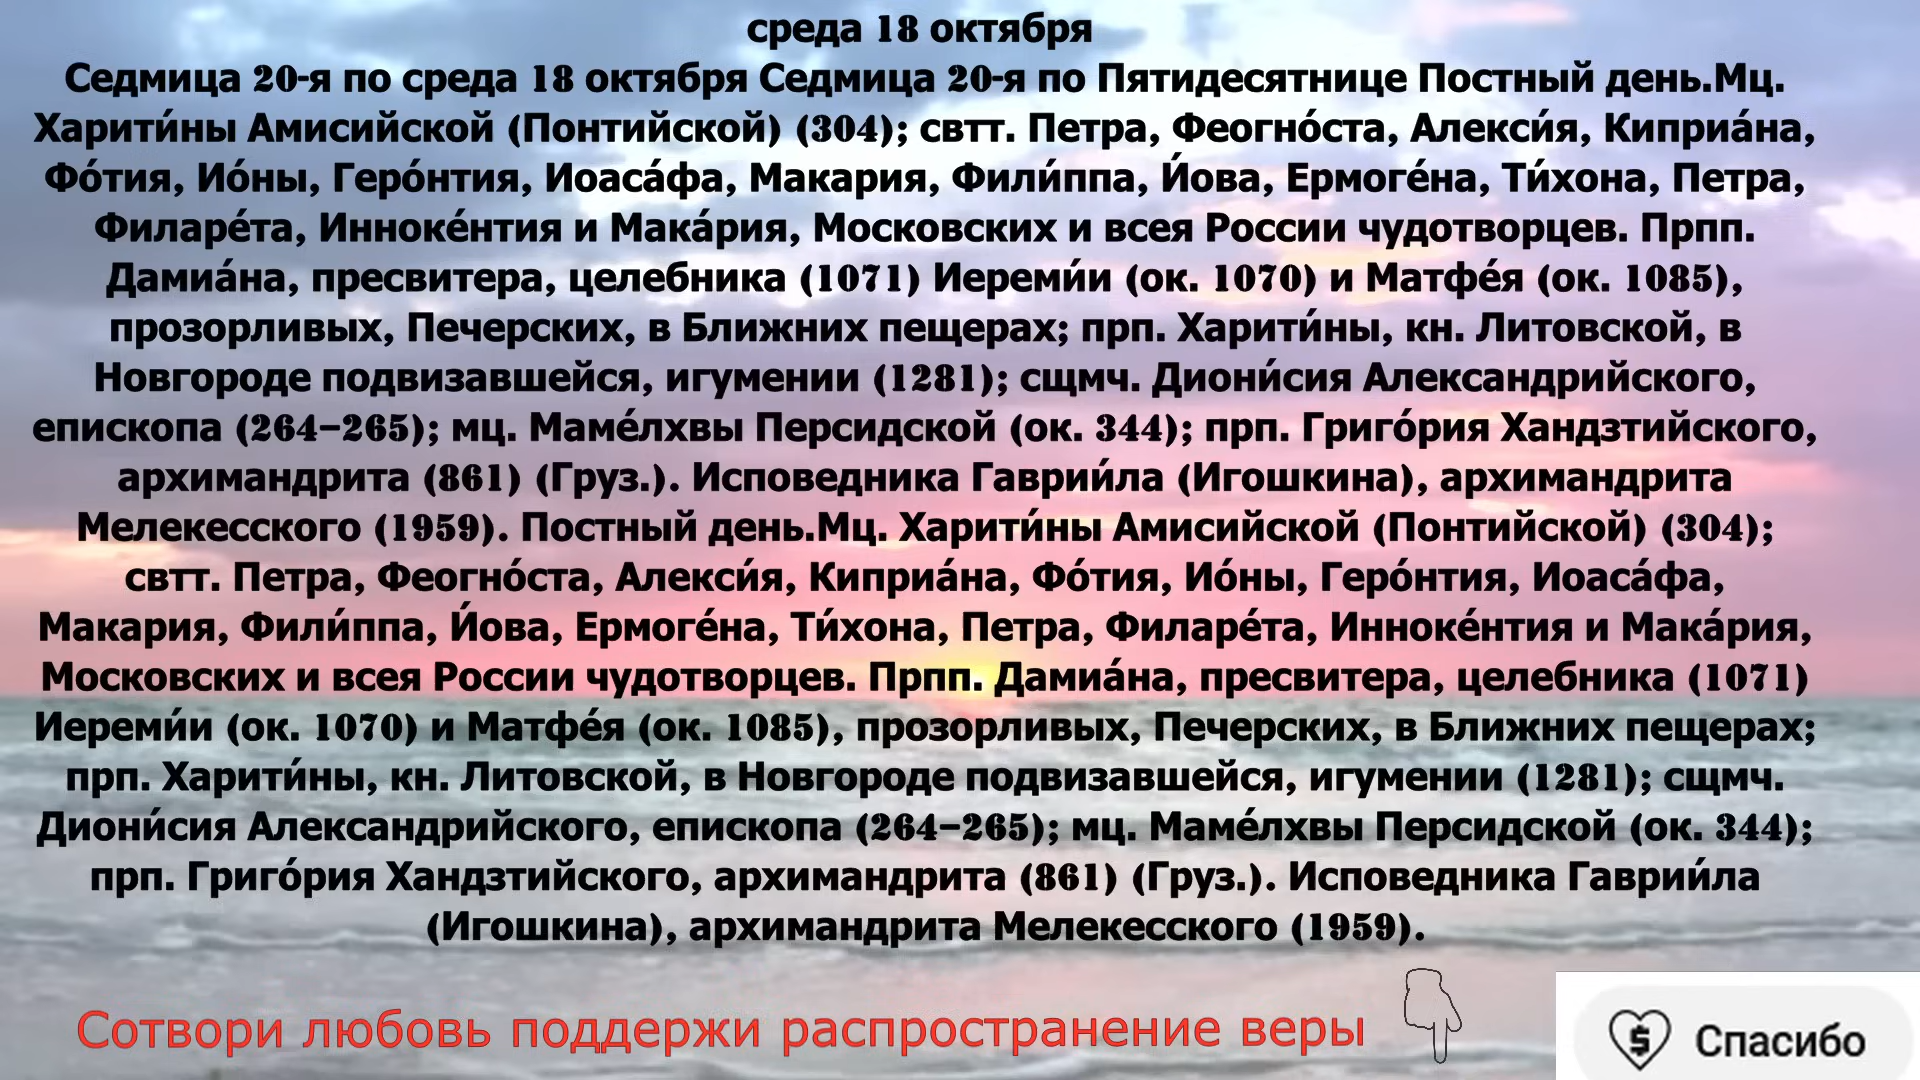 среда 18 октября
Седмица 20-я по среда 18 октября Седмица 20-я по Пятидесятнице Постный день.Мц.
Харити́ны Амисийской (Понтийской) (304); свтт. Петра, Феогно́ста, Алекси́я, Киприа́на,
Фо́тия, Ио́ны, Геро́нтия, Иоаса́фа, Макария, Фили́ппа, И́ова, Ермоге́на, Ти́хона, Петра,
Филаре́та, Инноке́нтия и Мака́рия, Московских и всея России чудотворцев. Прпп.
Дамиа́на, пресвитера, целебника (1071) Иереми́и (ок. 1070) и Матфе́я (ок. 1085),
прозорливых, Печерских, в Ближних пещерах; прп. Харити́ны, кн. Литовской, в
Новгороде подвизавшейся, игумении (1281); сщмч. Диони́сия Александрийского,
епископа (264–265); мц. Маме́лхвы Персидской (ок. 344); прп. Григо́рия Хандзтийского,
архимандрита (861) (Груз.). Исповедника Гаврии́ла (Игошкина), архимандрита
Мелекесского (1959). Постный день.Мц. Харити́ны Амисийской (Понтийской) (304);
свтт. Петра, Феогно́ста, Алекси́я, Киприа́на, Фо́тия, Ио́ны, Геро́нтия, Иоаса́фа,
Макария, Фили́ппа, И́ова, Ермоге́на, Ти́хона, Петра, Филаре́та, Инноке́нтия и Мака́рия,
Московских и всея России чудотворцев. Прпп. Дамиа́на, пресвитера, целебника (1071)
Иереми́и (ок. 1070) и Матфе́я (ок. 1085), прозорливых, Печерских, в Ближних пещерах;
прп. Харити́ны, кн. Литовской, в Новгороде подвизавшейся, игумении (1281); сщмч.
Диони́сия Александрийского, епископа (264–265); мц. Маме́лхвы Персидской (ок. 344);
прп. Григо́рия Хандзтийского, архимандрита (861) (Груз.). Исповедника Гаврии́ла
(Игошкина), архимандрита Мелекесского (1959).
Сотвори любовь поддержи распространение веры
$ Спасибо